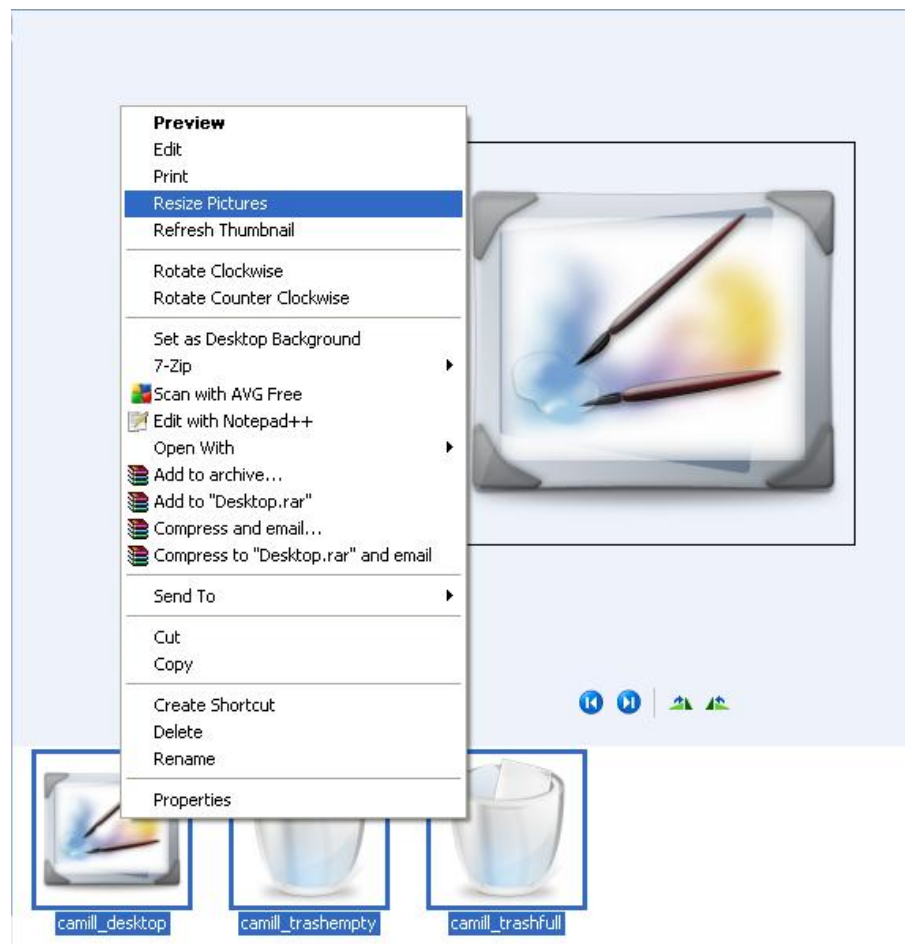 Preview
Edit
Print
Resize Pictures
Refresh Thumbnail
Rotate Clockwise
Rotate Counter Clockwise
Set as Desktop Background
7-Zip
Scan with AVG Free
Edit with Notepad++
Open With
Add to archive...
Add to "Desktop.rar"
Compress and email...
Compress to "Desktop.rar" and email
Send To
Cut
Copy
Create Shortcut
Delete
Rename
Properties
camill_desktop
camill_trashempty
camill_trashfull